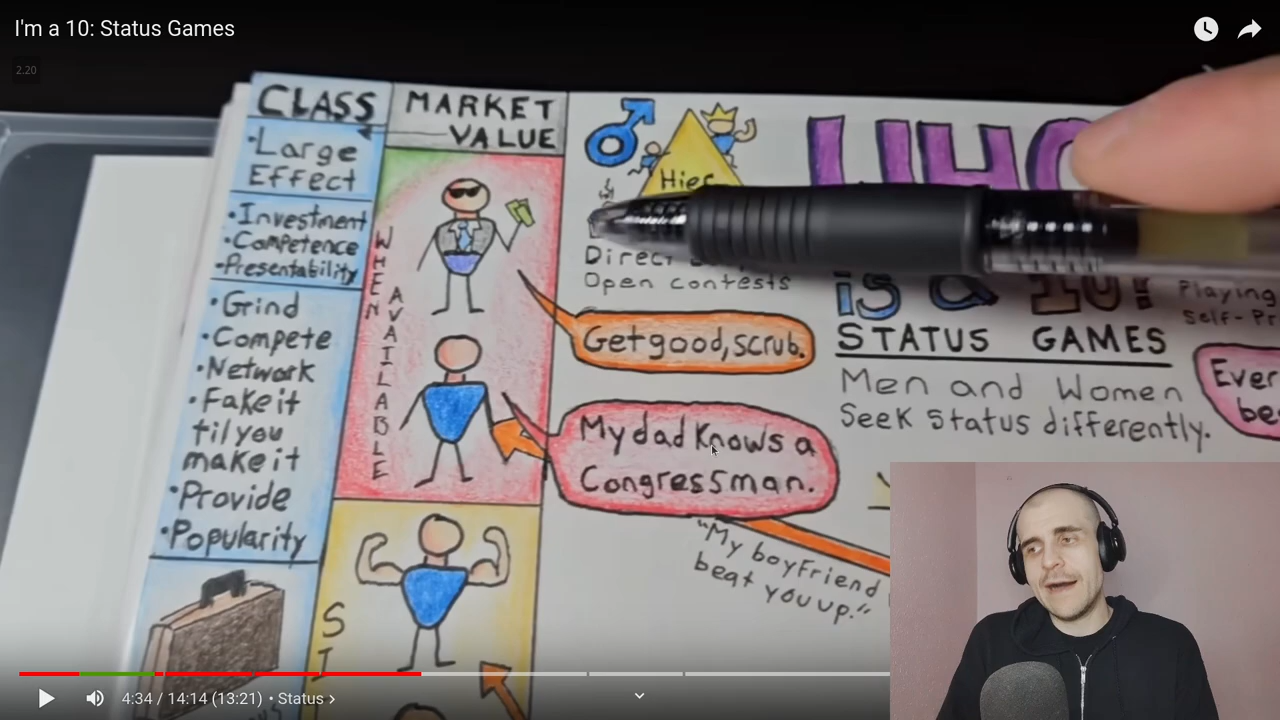 I'm a 10: Status Games
2.20
CLASS
•Large
Effect
•Investment
•Competence
•Presentability
•Grind
•Compete
•Network
•Fake it
til you
make it
•Provide
•Popularity
MARKET
VALUE
WHEN
AVAILABLE
Hier
Direct
Open contests
Get good, scrub.
My dad Knows a
Congressman.
"My boyfriend
beat you up."
is a 10!
STATUS GAMES
Men and Women
Seek Status differently.
Playing
Self-Pr
Ever
be
4:34 / 14:14 (13:21) • Status ›